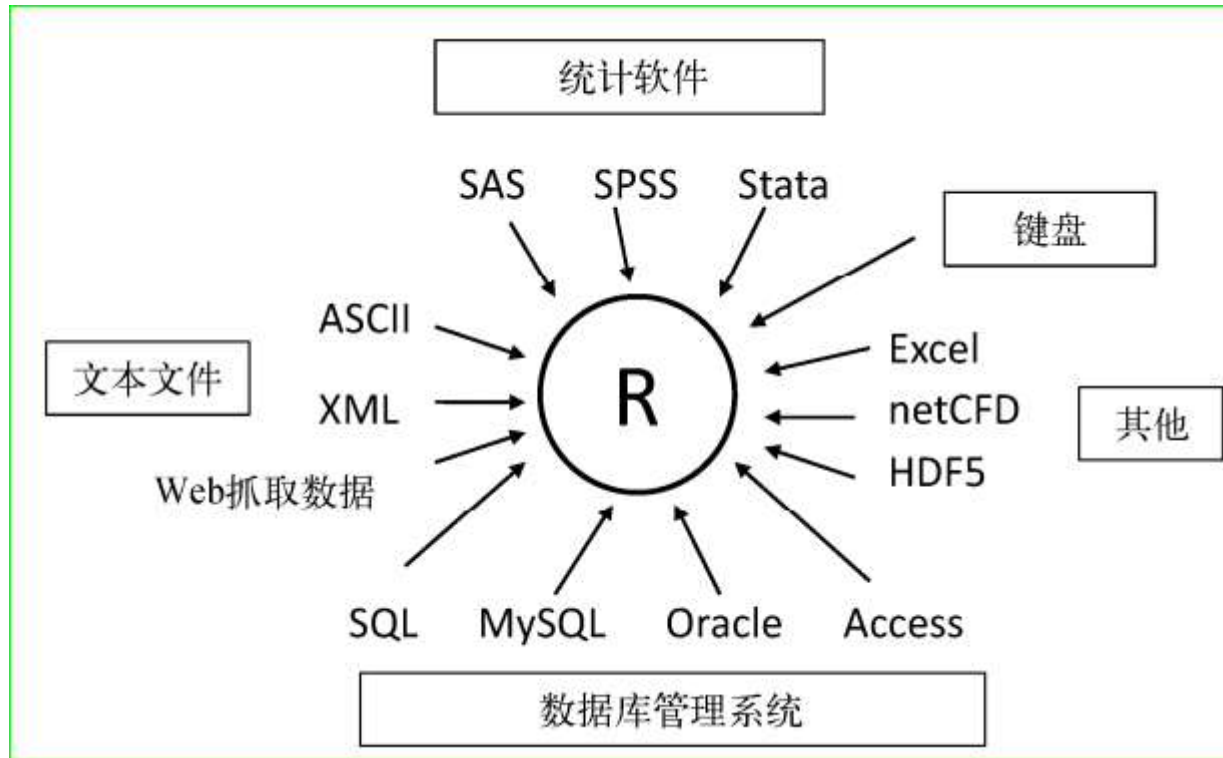 统计软件
SAS SPSS Stata
键盘
ASCII
Excel
文本文件
R
XML
netCFD
其他
Web抓取数据
HDF5
SQL MySQL Oracle Access
数据库管理系统